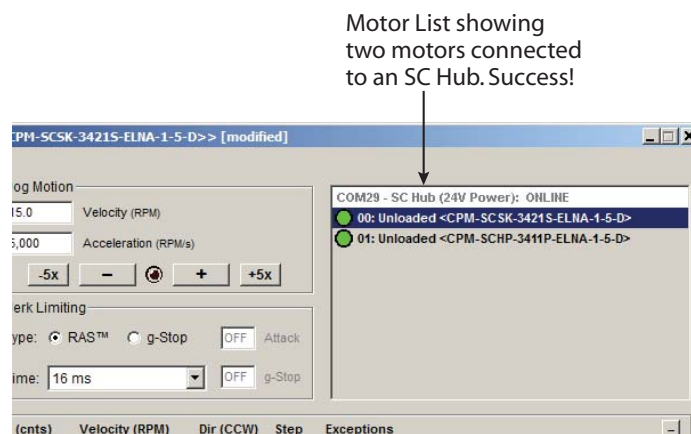 Motor List showing
two motors connected
to an SC Hub. Success!
CPM-SCSK-3421S-ELNA-1-5-D>> [modified]
og Motion
15.0 Velocity (RPM)
5,000 Acceleration (RPM/s)
-5x - + +5x
erk Limiting
ype: RAS™ g-Stop OFF Attack
ime: 16 ms OFF g-Stop
COM29 - SC Hub (24V Power): ONLINE
00: Unloaded <CPM-SCSK-3421S-ELNA-1-5-D>
01: Unloaded <CPM-SCHP-3411P-ELNA-1-5-D>
(cnts) Velocity (RPM) Dir (CCW) Step Exceptions